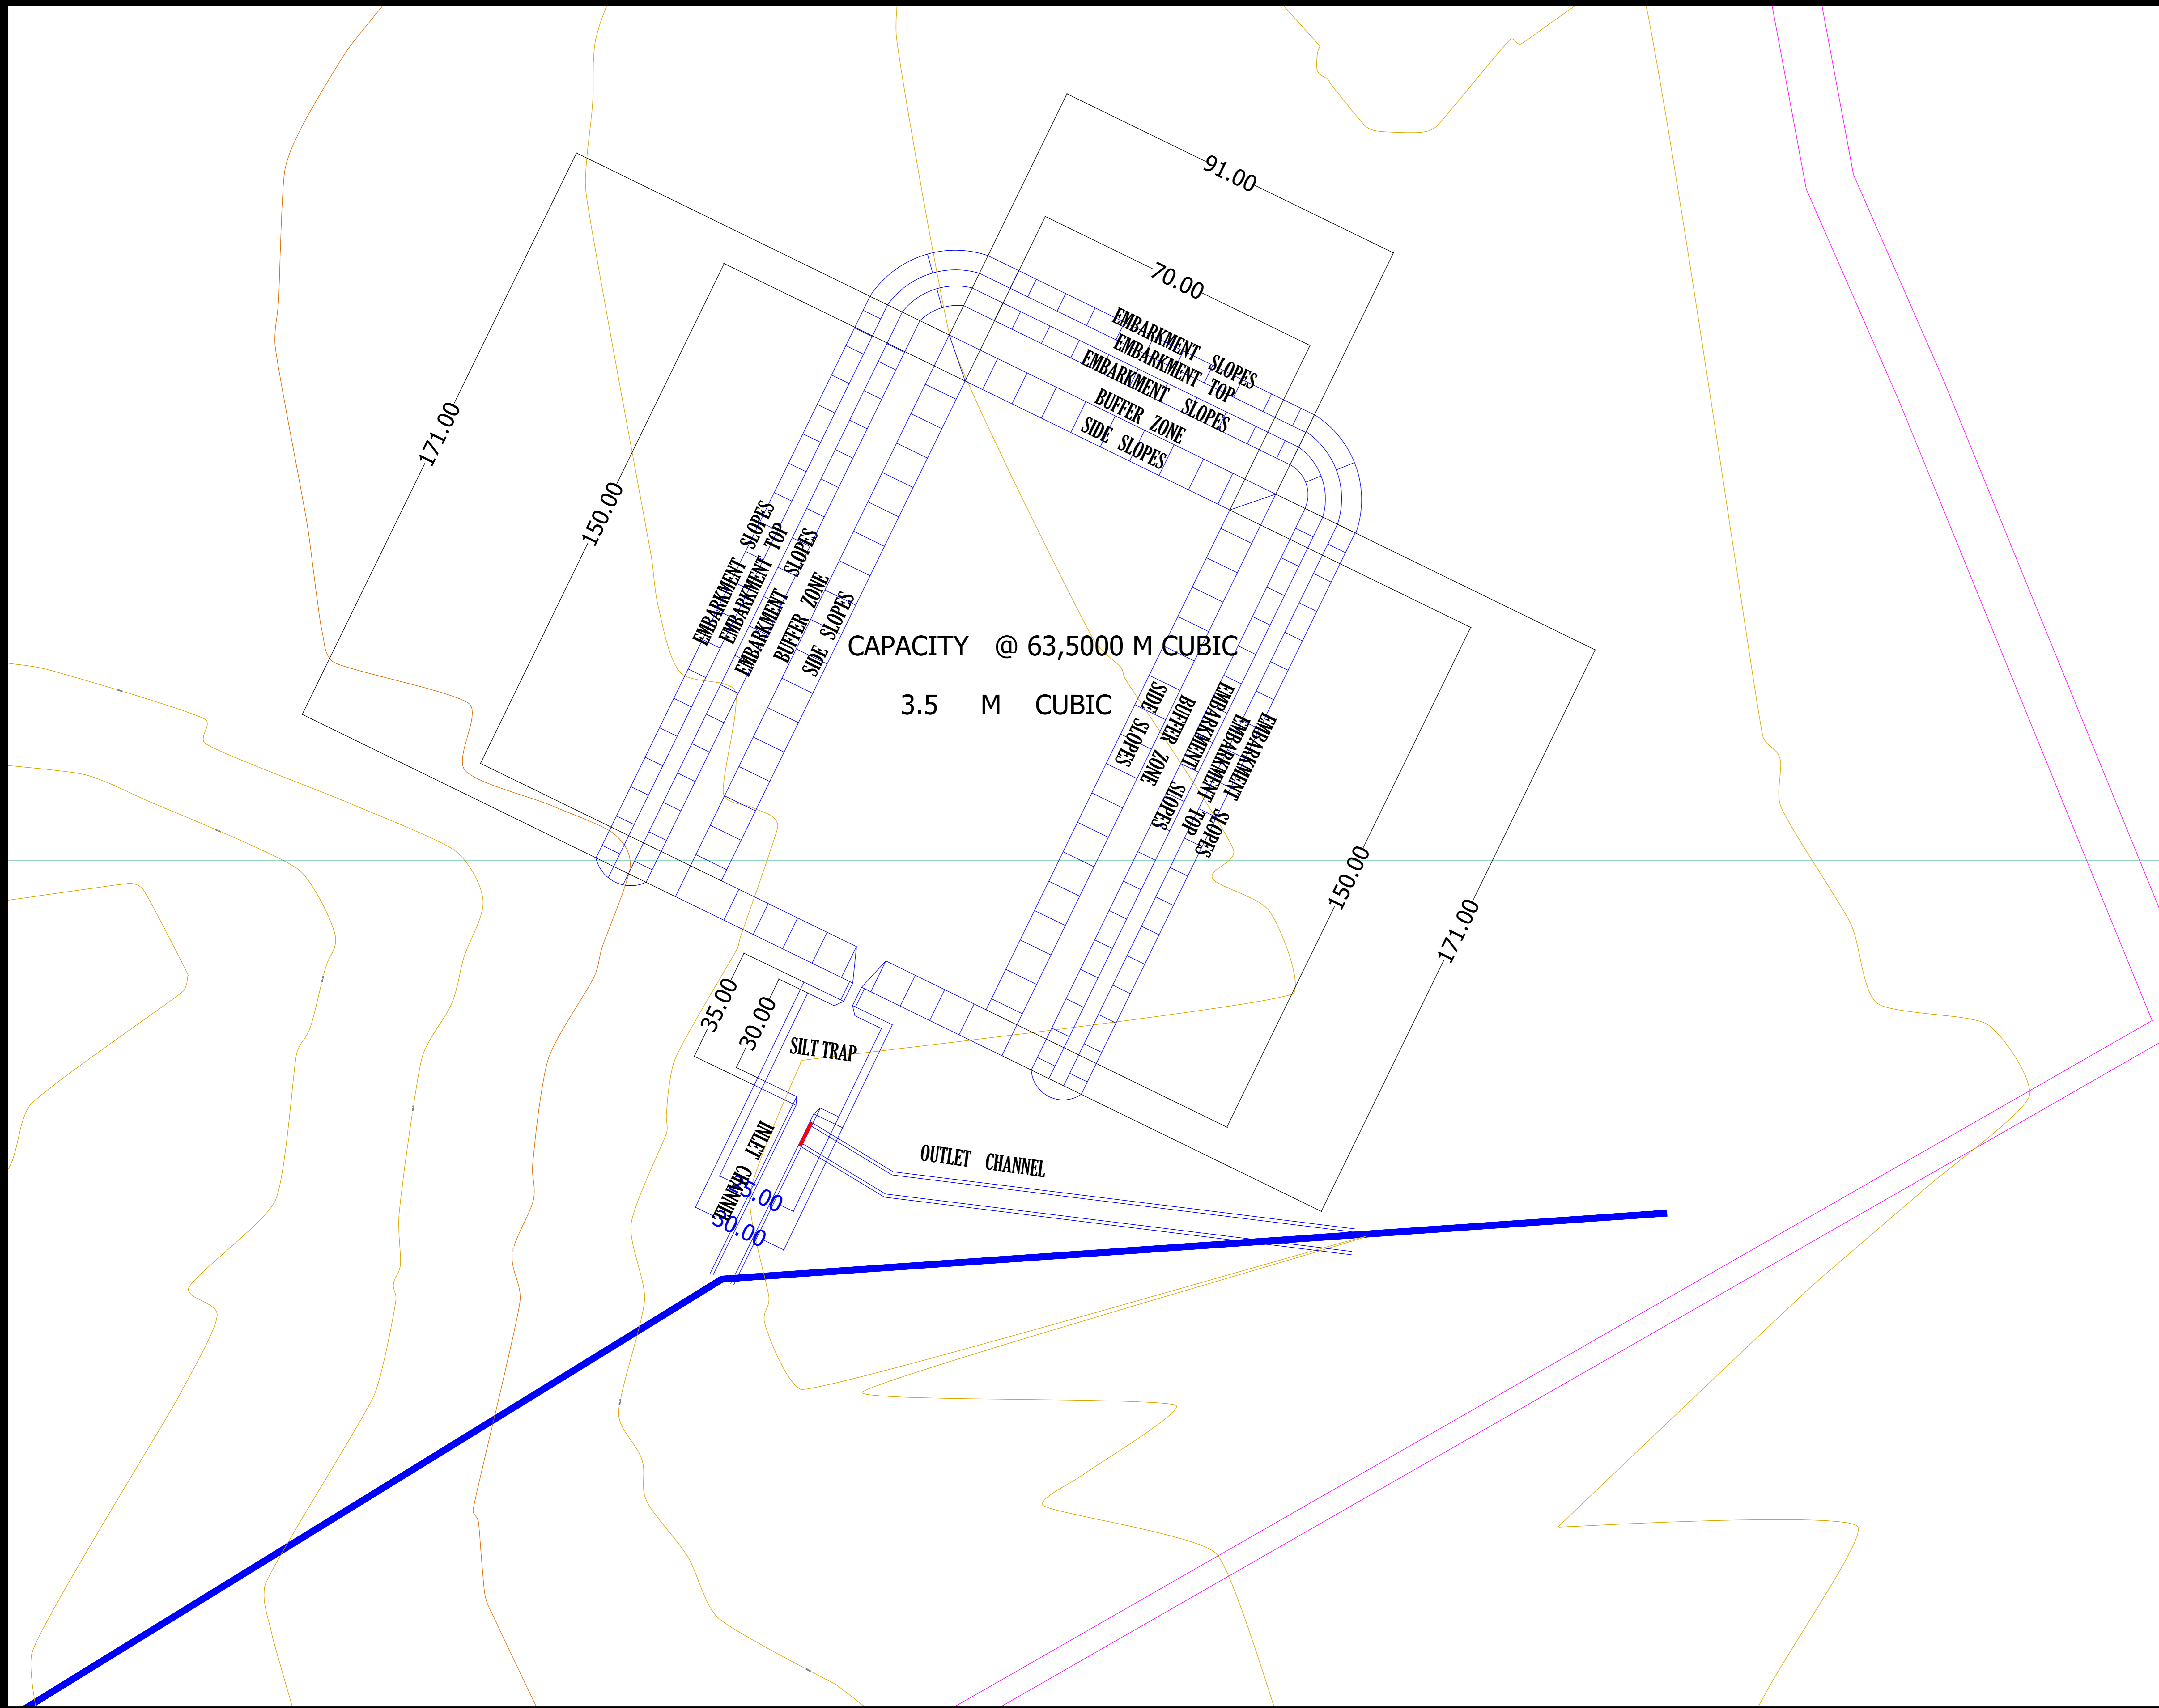 91.00
70.00
EMBARKMENT SLOPES
EMBARKMENT TOP
EMBARKMENT SLOPES
BUFFER ZONE
SIDE SLOPES
171.00
150.00
EMBARKMENT SLOPES
EMBARKMENT TOP
EMBARKMENT SLOPES
BUFFER ZONE
SIDE SLOPES
CAPACITY @ 63,5000 M CUBIC
3.5 M CUBIC
SIDE SLOPES
BUFFER ZONE
EMBARKMENT SLOPES
EMBARKMENT TOP
EMBARKMENT SLOPES
150.00
171.00
35.00
30.00
SILT TRAP
INLET CHANNEL
OUTLET CHANNEL
30.00